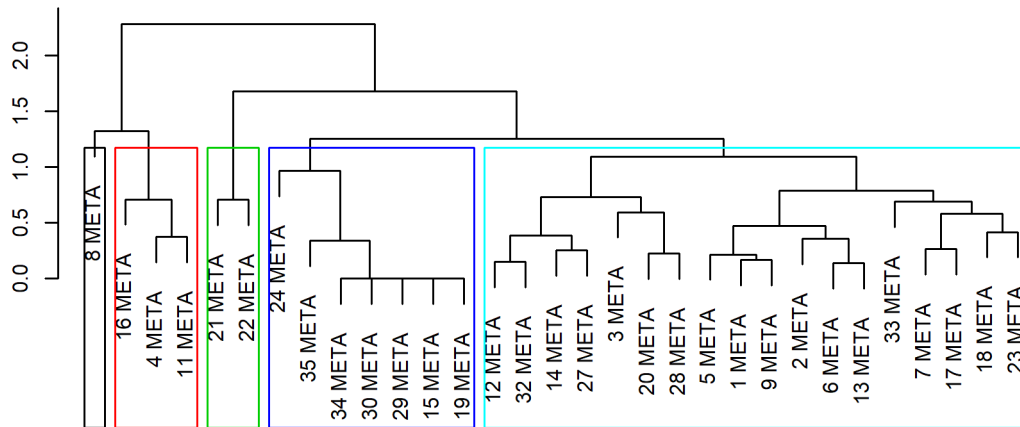 2.0
1.5
1.0
0.5
0.0
8 META
16 META
4 META
11 META
21 META
22 META
24 META
35 META
34 META
30 META
29 META
15 META
19 META
12 META
32 META
14 META
27 META
3 META
20 META
28 META
5 META
1 META
9 META
2 META
6 META
13 META
33 META
7 META
17 META
18 META
23 META